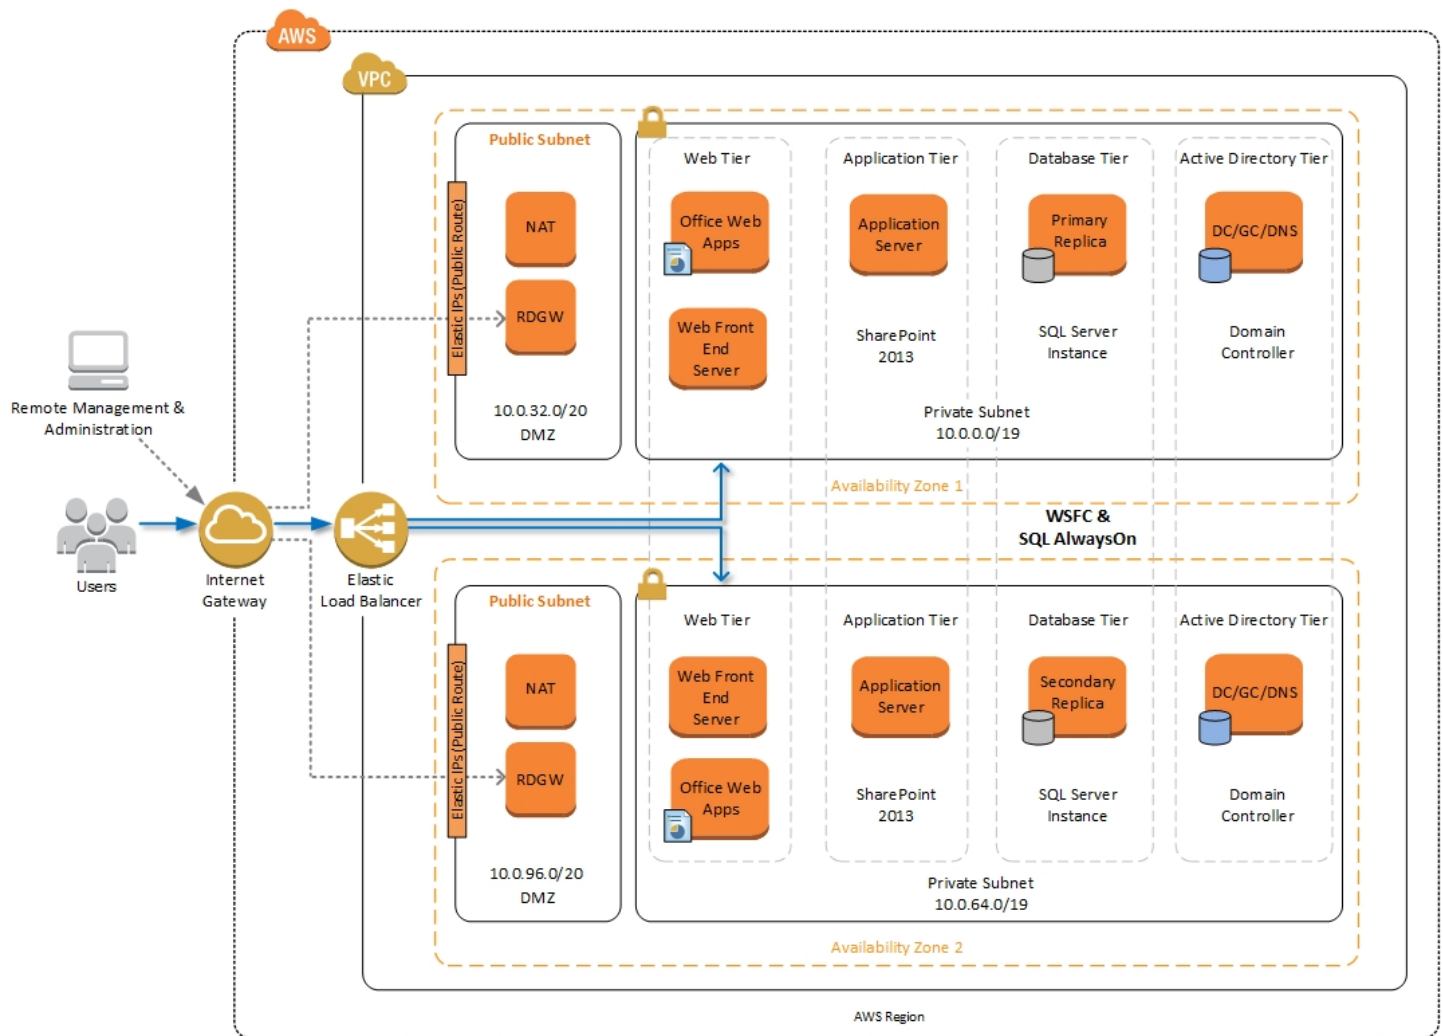 AWS
VPC
Public Subnet
Elastic IPs (Public Route)
NAT
RDGW
10.0.32.0/20
DMZ
Web Tier
Office Web
Apps
Web Front
End
Server
Application Tier
Application
Server
SharePoint
2013
Database Tier
Primary
Replica
SQL Server
Instance
Active Directory Tier
DC/GC/DNS
Domain
Controller
Private Subnet
10.0.0.0/19
Availability Zone 1
Remote Management &
Administration
Users
Internet
Gateway
Elastic
Load Balancer
WSFC &
SQL AlwaysOn
Public Subnet
Elastic IPs (Public Route)
NAT
RDGW
10.0.96.0/20
DMZ
Web Tier
Web Front
End
Server
Office Web
Apps
Application Tier
Application
Server
SharePoint
2013
Database Tier
Secondary
Replica
SQL Server
Instance
Active Directory Tier
DC/GC/DNS
Domain
Controller
Private Subnet
10.0.64.0/19
Availability Zone 2
AWS Region